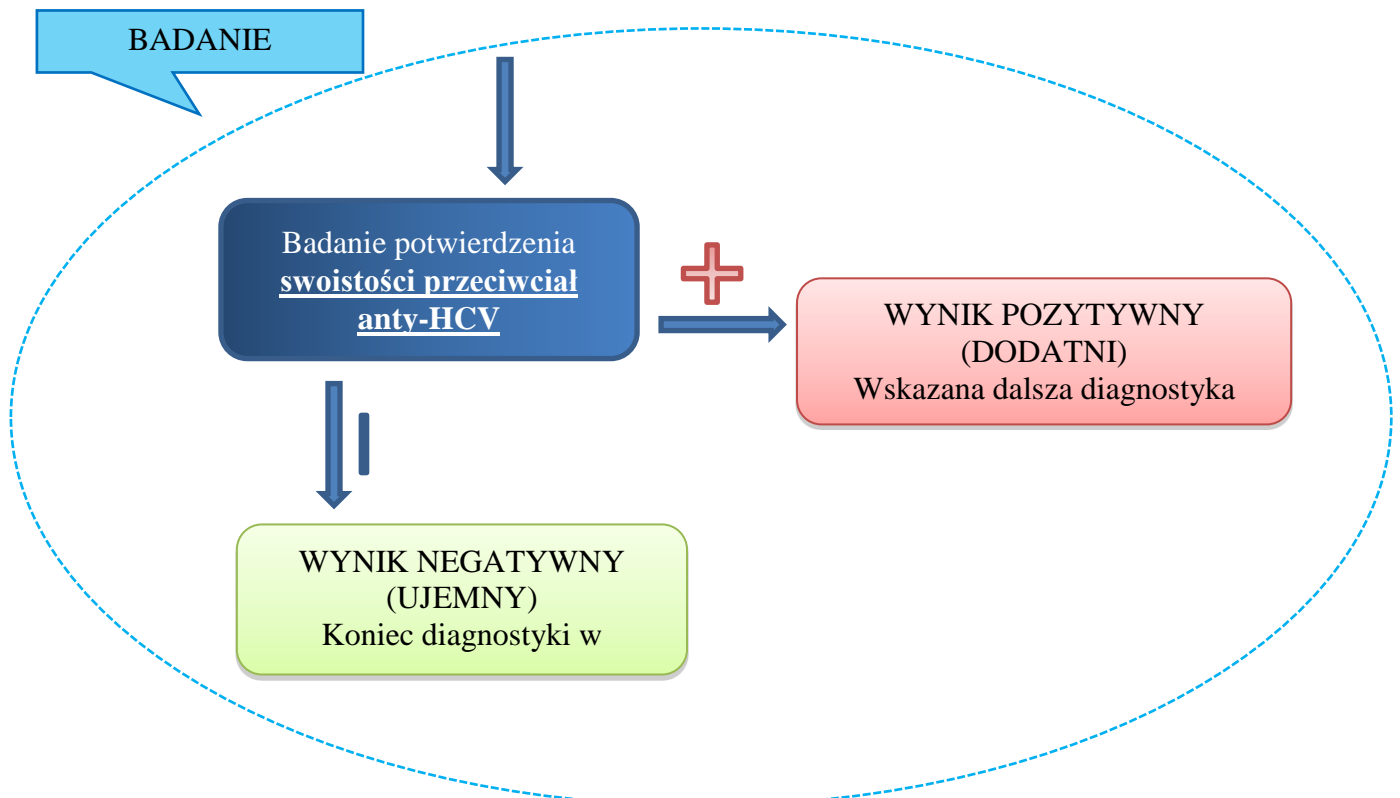 BADANIE
Badanie potwierdzenia
swoistości przeciwciał
anty-HCV
WYNIK POZYTYWNY
(DODATNI)
Wskazana dalsza diagnostyka
WYNIK NEGATYWNY
(UJEMNY)
Koniec diagnostyki w